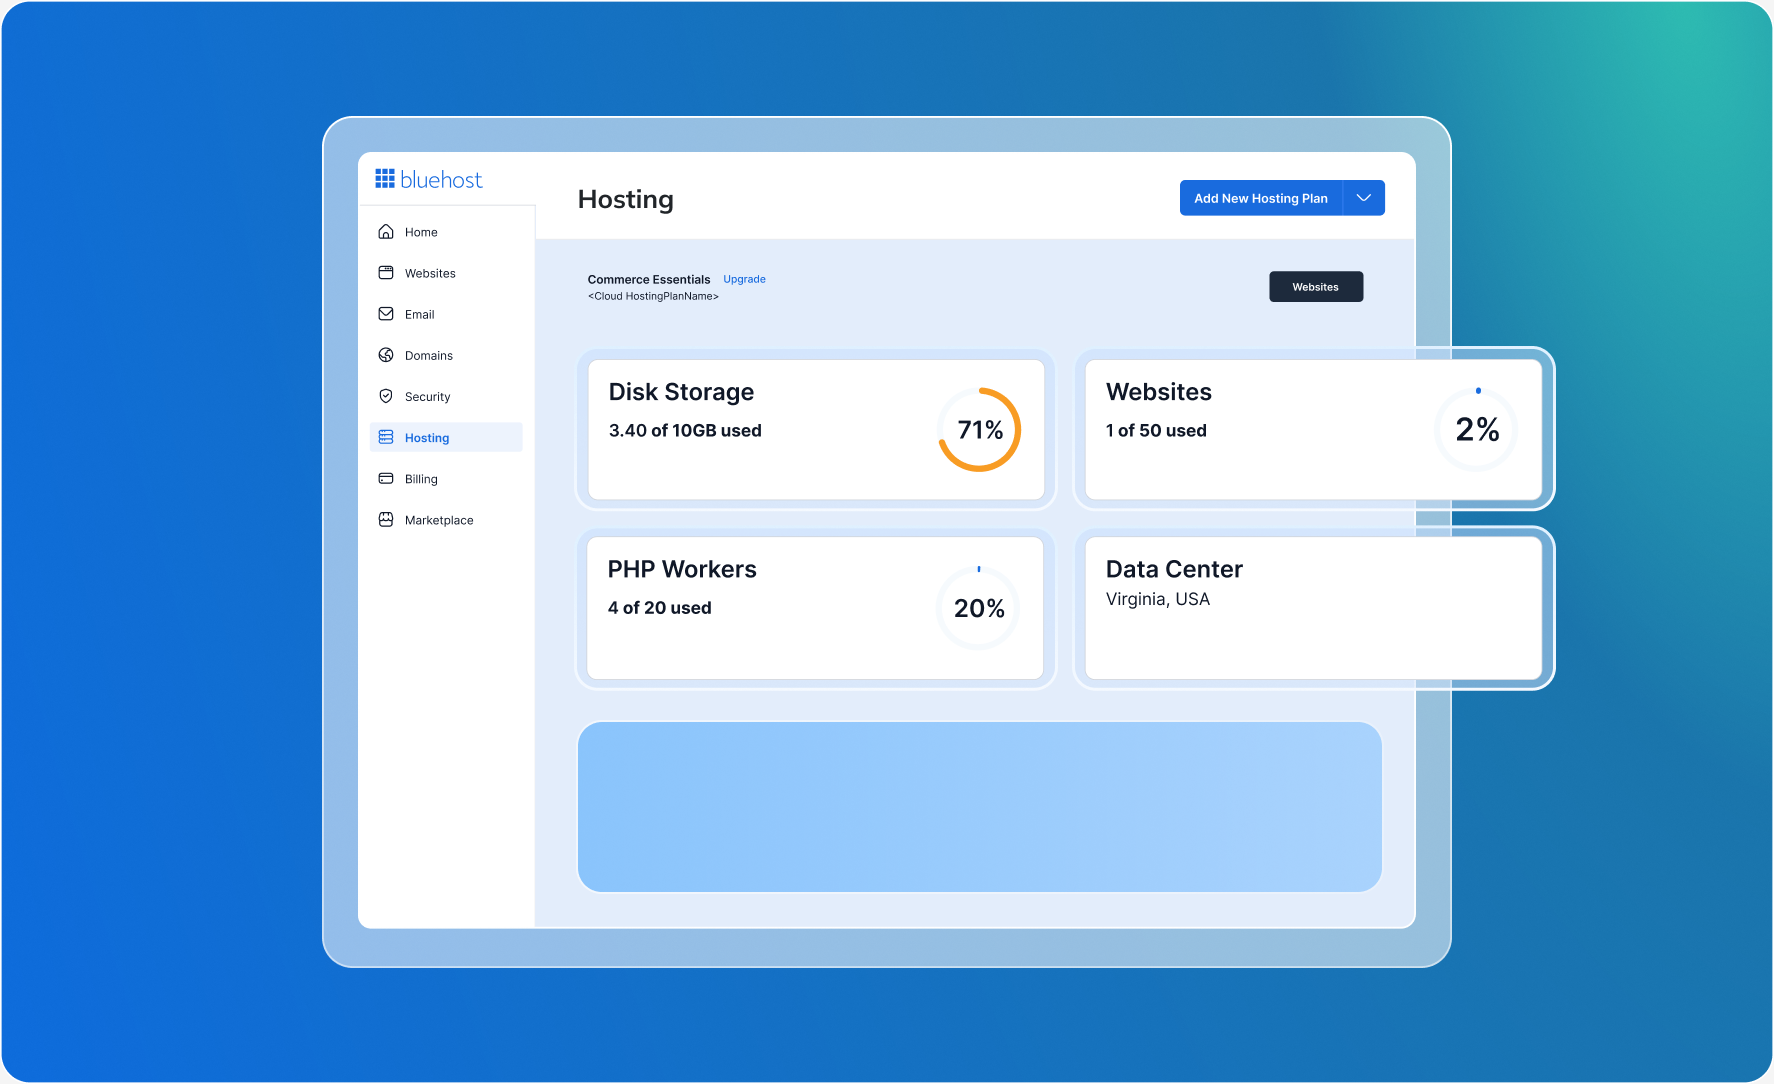 bluehost
Home
Websites
Email
Domains
Security
Hosting
Billing
Marketplace
Hosting
Add New Hosting Plan
Commerce Essentials Upgrade
<Cloud HostingPlanName>
Websites
Disk Storage
3.40 of 10GB used
71%
Websites
1 of 50 used
2%
PHP Workers
4 of 20 used
20%
Data Center
Virginia, USA